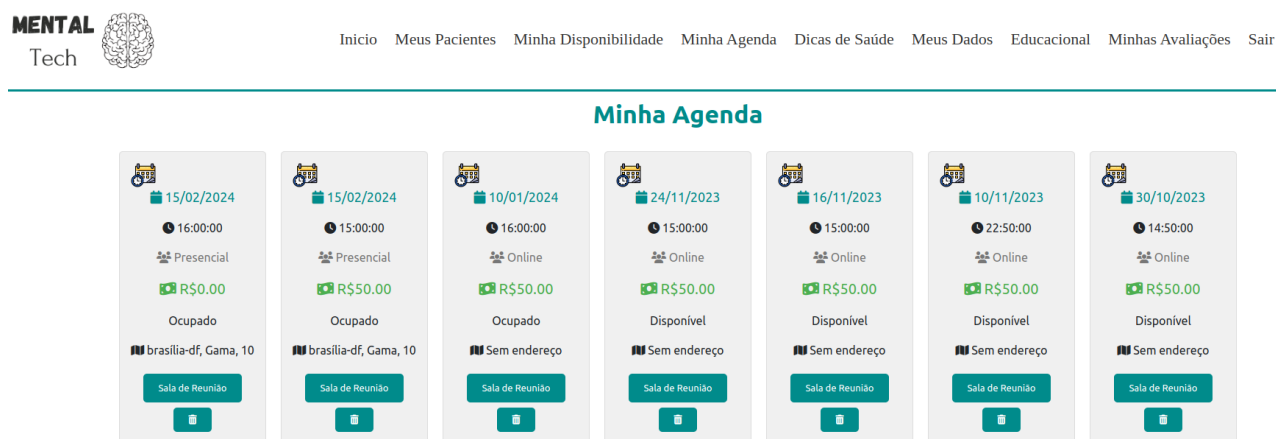 MENTAL
Tech
Inicio Meus Pacientes Minha Disponibilidade Minha Agenda Dicas de Saúde Meus Dados Educacional Minhas Avaliações Sair
Minha Agenda
15/02/2024
16:00:00
Presencial
R$0.00
Ocupado
brasília-df, Gama, 10
Sala de Reunião
15/02/2024
15:00:00
Presencial
R$50.00
Ocupado
brasília-df, Gama, 10
Sala de Reunião
10/01/2024
16:00:00
Online
R$50.00
Ocupado
Sem endereço
Sala de Reunião
24/11/2023
15:00:00
Online
R$50.00
Disponível
Sem endereço
Sala de Reunião
16/11/2023
15:00:00
Online
R$50.00
Disponível
Sem endereço
Sala de Reunião
10/11/2023
22:50:00
Online
R$50.00
Disponível
Sem endereço
Sala de Reunião
30/10/2023
14:50:00
Online
R$50.00
Disponível
Sem endereço
Sala de Reunião